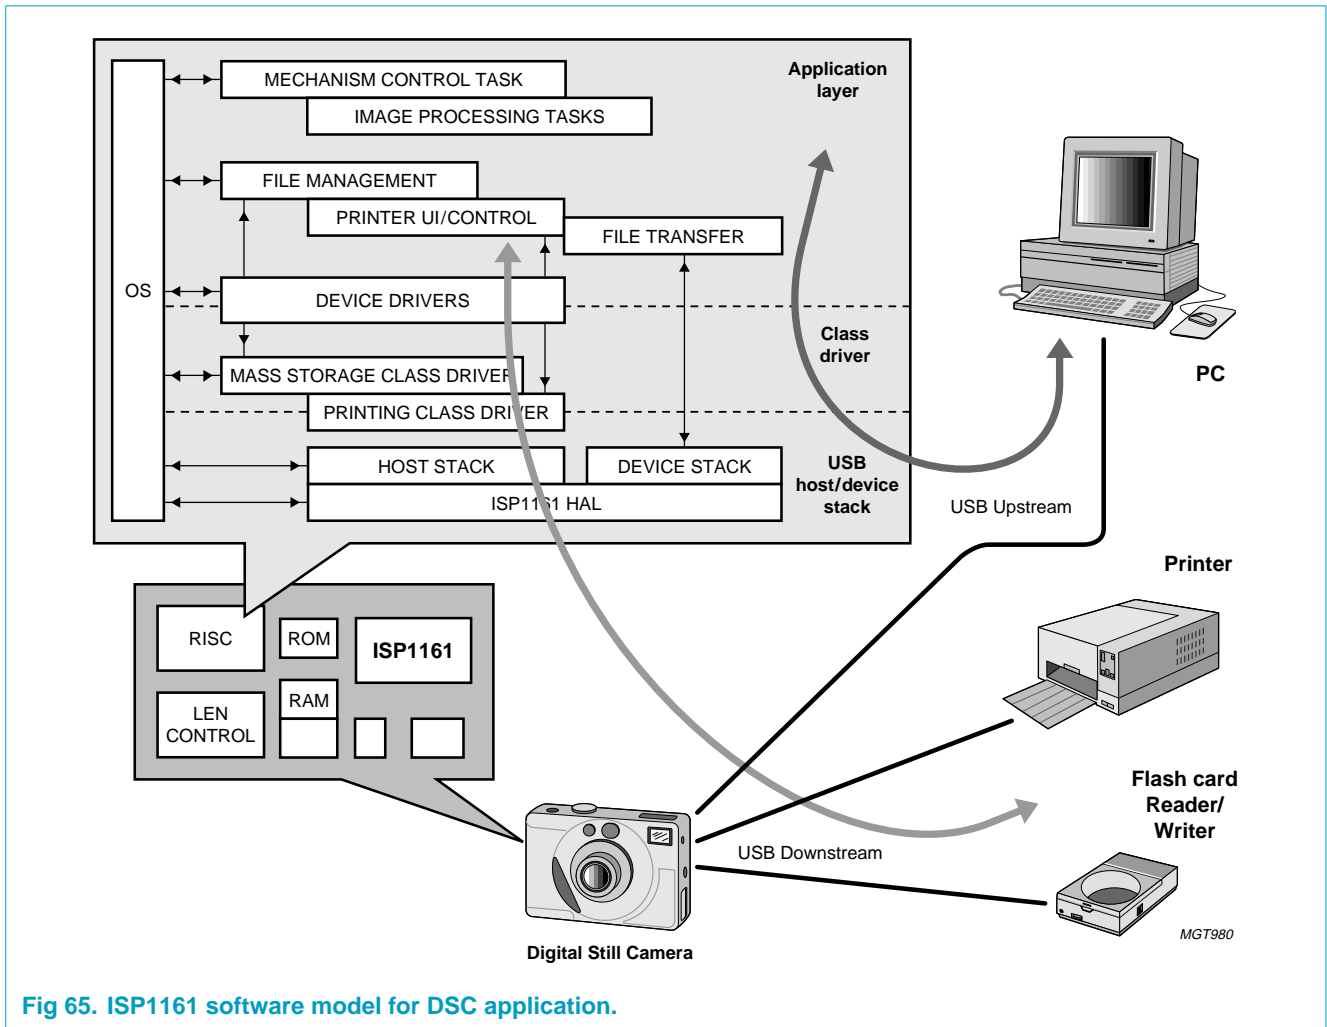 Application
layer
MECHANISM CONTROL TASK
IMAGE PROCESSING TASKS
FILE MANAGEMENT
PRINTER UI/CONTROL
FILE TRANSFER
OS
DEVICE DRIVERS
Class
driver
MASS STORAGE CLASS DRIVER
PRINTING CLASS DRIVER
HOST STACK
DEVICE STACK
USB
host/device
stack
ISP1161 HAL
PC
USB Upstream
RISC
ROM
ISP1161
LEN
CONTROL
RAM
Printer
Flash card
Reader/
Writer
USB Downstream
MGT980
Digital Still Camera
Fig 65. ISP1161 software model for DSC application.